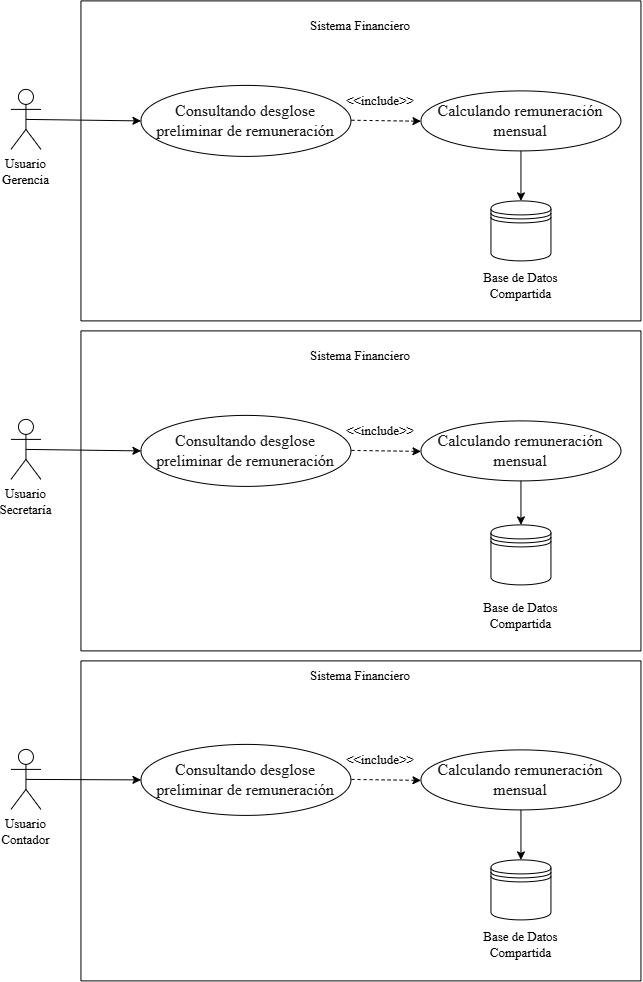 Sistema Financiero
Consultando desglose
preliminar de remuneración
<<include>>
Calculando remuneración
mensual
Usuario
Gerencia
Base de Datos
Compartida
Sistema Financiero
Consultando desglose
preliminar de remuneración
<<include>>
Calculando remuneración
mensual
Usuario
Secretaría
Base de Datos
Compartida
Sistema Financiero
Consultando desglose
preliminar de remuneración
<<include>>
Calculando remuneración
mensual
Usuario
Contador
Base de Datos
Compartida